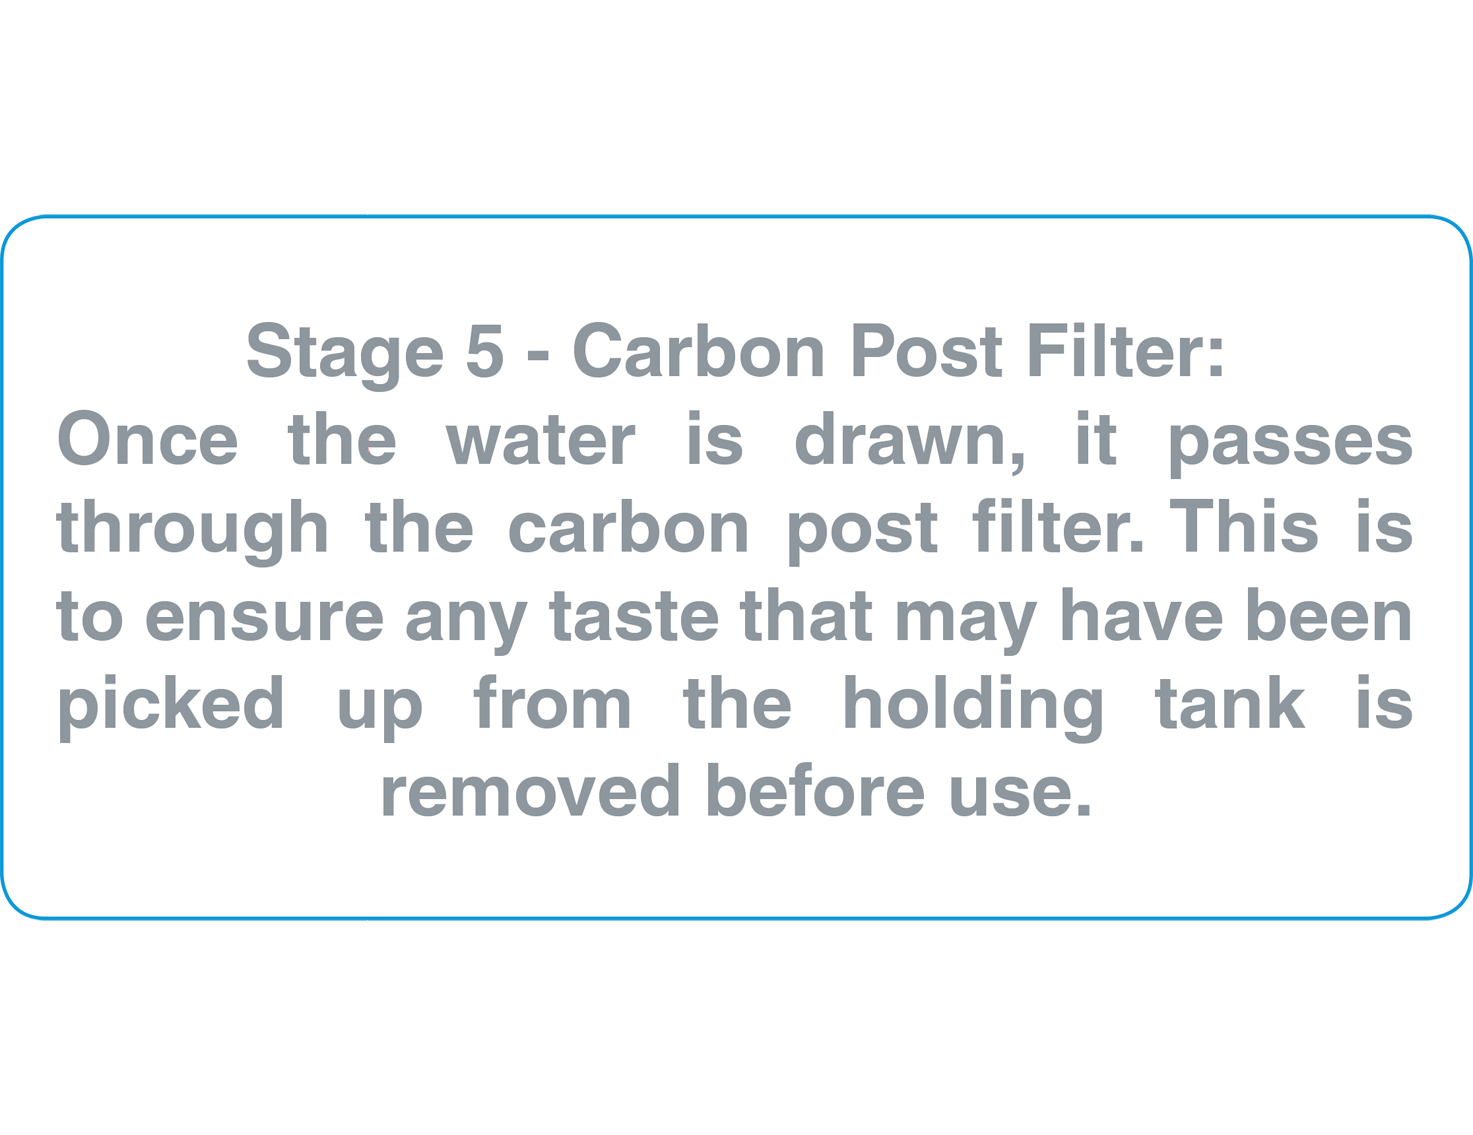 Stage 5 - Carbon Post Filter:
Once the water is drawn, it passes
through the carbon post filter. This is
to ensure any taste that may have been
picked up from the holding tank is
removed before use.